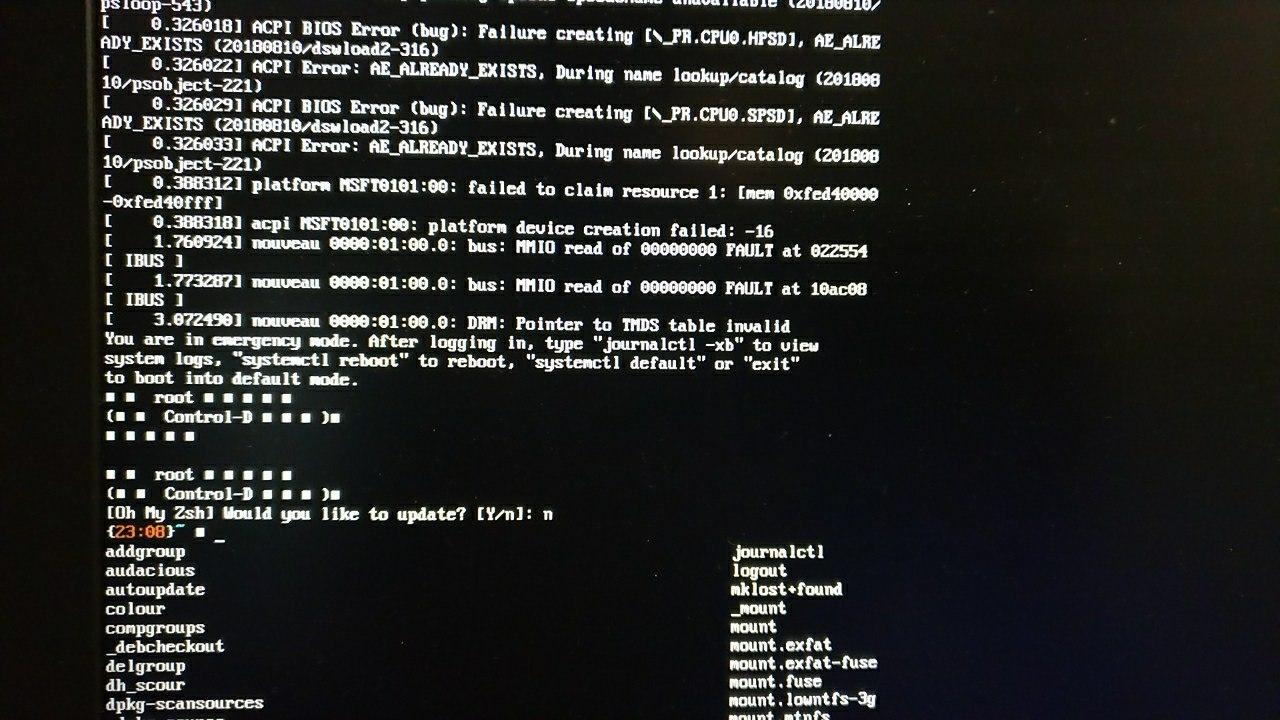 psloop-543)
[    0.326018] ACPI BIOS Error (bug): Failure creating [\_PR.CPU0.HPSD], AE_ALRE
ADY_EXISTS (20180810/dswload2-316)
[    0.326022] ACPI Error: AE_ALREADY_EXISTS, During name lookup/catalog (201808
10/psobject-221)
[    0.326029] ACPI BIOS Error (bug): Failure creating [\_PR.CPU0.SPSD], AE_ALRE
ADY_EXISTS (20180810/dswload2-316)
[    0.326033] ACPI Error: AE_ALREADY_EXISTS, During name lookup/catalog (201808
10/psobject-221)
[    0.388312] platform MSFT0101:00: failed to claim resource 1: [mem 0xfed40000
-0xfed40fff]
[    0.388318] acpi MSFT0101:00: platform device creation failed: -16
[    1.760924] nouveau 0000:01:00.0: bus: MMIO read of 00000000 FAULT at 022554
[ IBUS ]
[    1.773287] nouveau 0000:01:00.0: bus: MMIO read of 00000000 FAULT at 10ac08
[ IBUS ]
[    3.072490] nouveau 0000:01:00.0: DRM: Pointer to TMDS table invalid
You are in emergency mode. After logging in, type "journalctl -xb" to view
system logs, "systemctl reboot" to reboot, "systemctl default" or "exit"
to boot into default mode.
■ ■ root ■ ■ ■ ■ ■
(■ ■ Control-D ■ ■ ■ )■
■ ■ ■ ■ ■
■ ■ root ■ ■ ■ ■ ■
(■ ■ Control-D ■ ■ ■ )■
[Oh My Zsh] Would you like to update? [Y/n]: n
{23:08}~ ■ _
addgroup journalctl
audacious logout
autoupdate mklost+found
colour _mount
compgroups mount
_debcheckout mount.exfat
delgroup mount.exfat-fuse
dh_scour mount.fuse
dpkg-scansources mount.lowntfs-3g